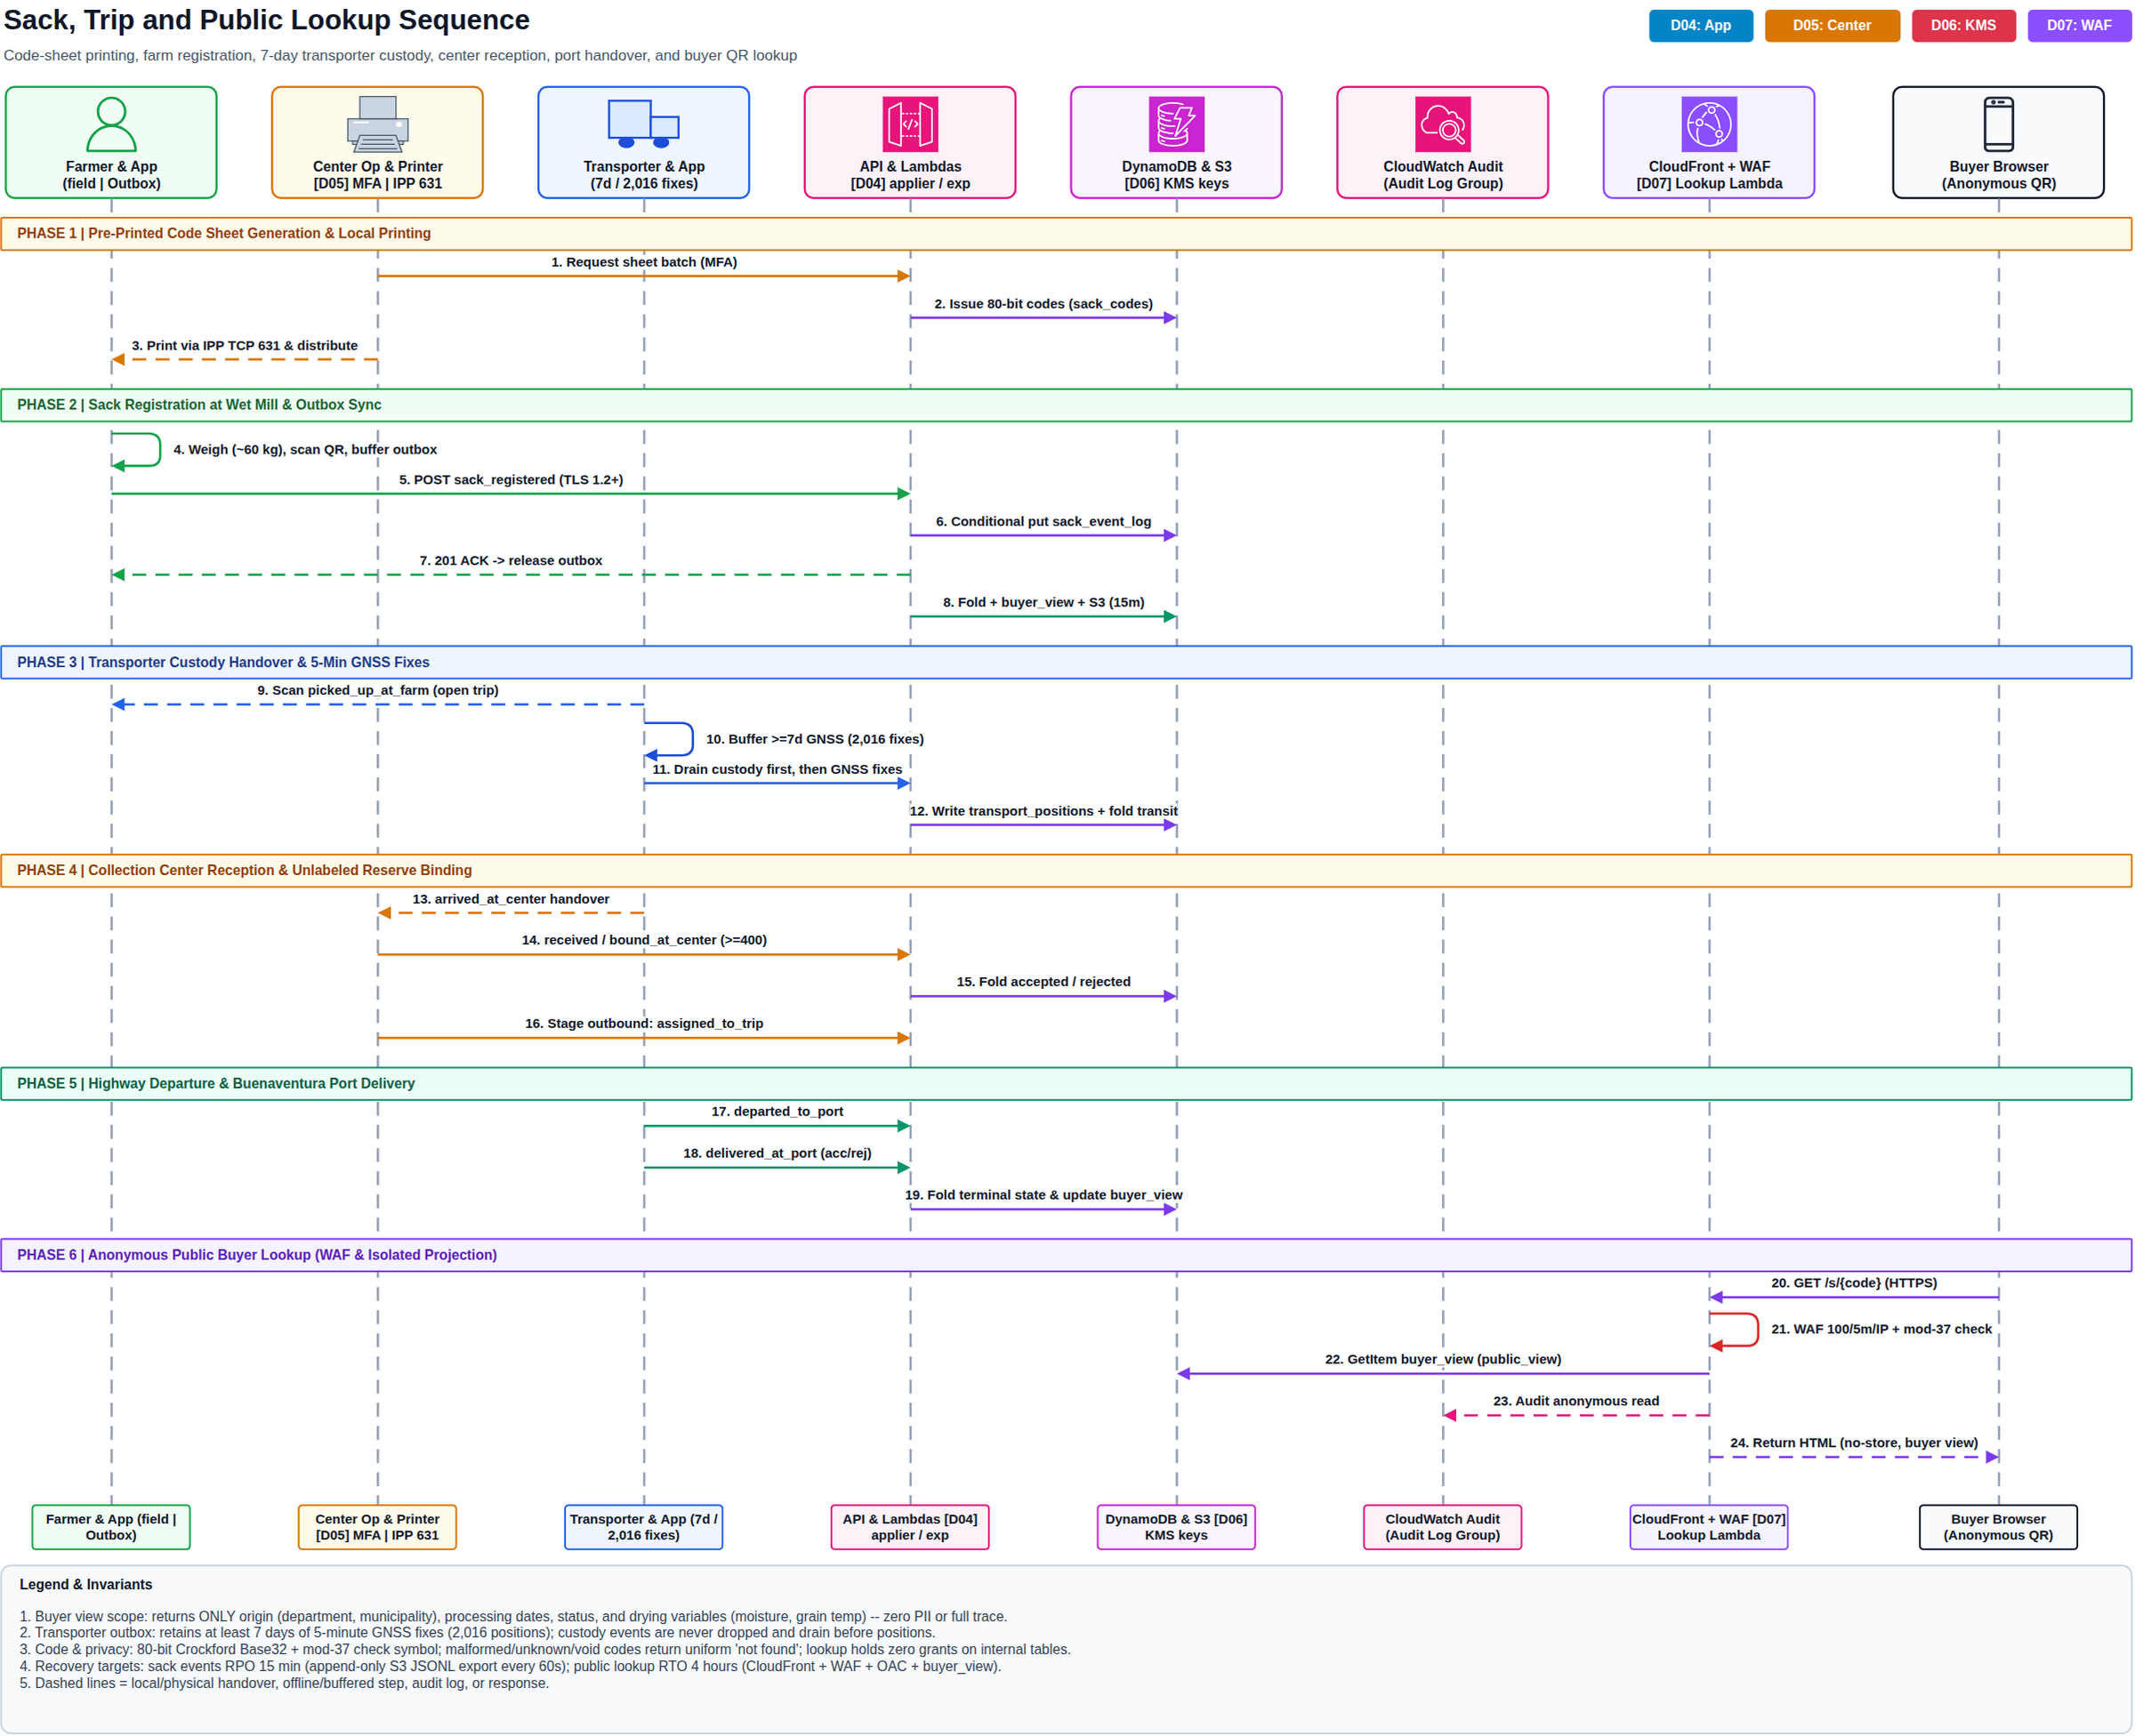 Sack, Trip and Public Lookup Sequence
D04: App
D05: Center
D06: KMS
D07: WAF
Code-sheet printing, farm registration, 7-day transporter custody, center reception, port handover, and buyer QR lookup
Farmer & App
(field | Outbox)
Center Op & Printer
[D05] MFA | IPP 631
Transporter & App
(7d / 2,016 fixes)
API & Lambdas
[D04] applier / exp
DynamoDB & S3
[D06] KMS keys
CloudWatch Audit
(Audit Log Group)
CloudFront + WAF
[D07] Lookup Lambda
Buyer Browser
(Anonymous QR)
PHASE 1 | Pre-Printed Code Sheet Generation & Local Printing
1. Request sheet batch (MFA)
2. Issue 80-bit codes (sack_codes)
3. Print via IPP TCP 631 & distribute
PHASE 2 | Sack Registration at Wet Mill & Outbox Sync
4. Weigh (~60 kg), scan QR, buffer outbox
5. POST sack_registered (TLS 1.2+)
6. Conditional put sack_event_log
7. 201 ACK -> release outbox
8. Fold + buyer_view + S3 (15m)
PHASE 3 | Transporter Custody Handover & 5-Min GNSS Fixes
9. Scan picked_up_at_farm (open trip)
10. Buffer >=7d GNSS (2,016 fixes)
11. Drain custody first, then GNSS fixes
12. Write transport_positions + fold transit
PHASE 4 | Collection Center Reception & Unlabeled Reserve Binding
13. arrived_at_center handover
14. received / bound_at_center (>=400)
15. Fold accepted / rejected
16. Stage outbound: assigned_to_trip
PHASE 5 | Highway Departure & Buenaventura Port Delivery
17. departed_to_port
18. delivered_at_port (acc/rej)
19. Fold terminal state & update buyer_view
PHASE 6 | Anonymous Public Buyer Lookup (WAF & Isolated Projection)
20. GET /s/{code} (HTTPS)
21. WAF 100/5m/IP + mod-37 check
22. GetItem buyer_view (public_view)
23. Audit anonymous read
24. Return HTML (no-store, buyer view)
Farmer & App (field |
Outbox)
Center Op & Printer
[D05] MFA | IPP 631
Transporter & App (7d /
2,016 fixes)
API & Lambdas [D04]
applier / exp
DynamoDB & S3 [D06]
KMS keys
CloudWatch Audit
(Audit Log Group)
CloudFront + WAF [D07]
Lookup Lambda
Buyer Browser
(Anonymous QR)
Legend & Invariants
1. Buyer view scope: returns ONLY origin (department, municipality), processing dates, status, and drying variables (moisture, grain temp) -- zero PII or full trace.
2. Transporter outbox: retains at least 7 days of 5-minute GNSS fixes (2,016 positions); custody events are never dropped and drain before positions.
3. Code & privacy: 80-bit Crockford Base32 + mod-37 check symbol; malformed/unknown/void codes return uniform 'not found'; lookup holds zero grants on internal tables.
4. Recovery targets: sack events RPO 15 min (append-only S3 JSONL export every 60s); public lookup RTO 4 hours (CloudFront + WAF + OAC + buyer_view).
5. Dashed lines = local/physical handover, offline/buffered step, audit log, or response.